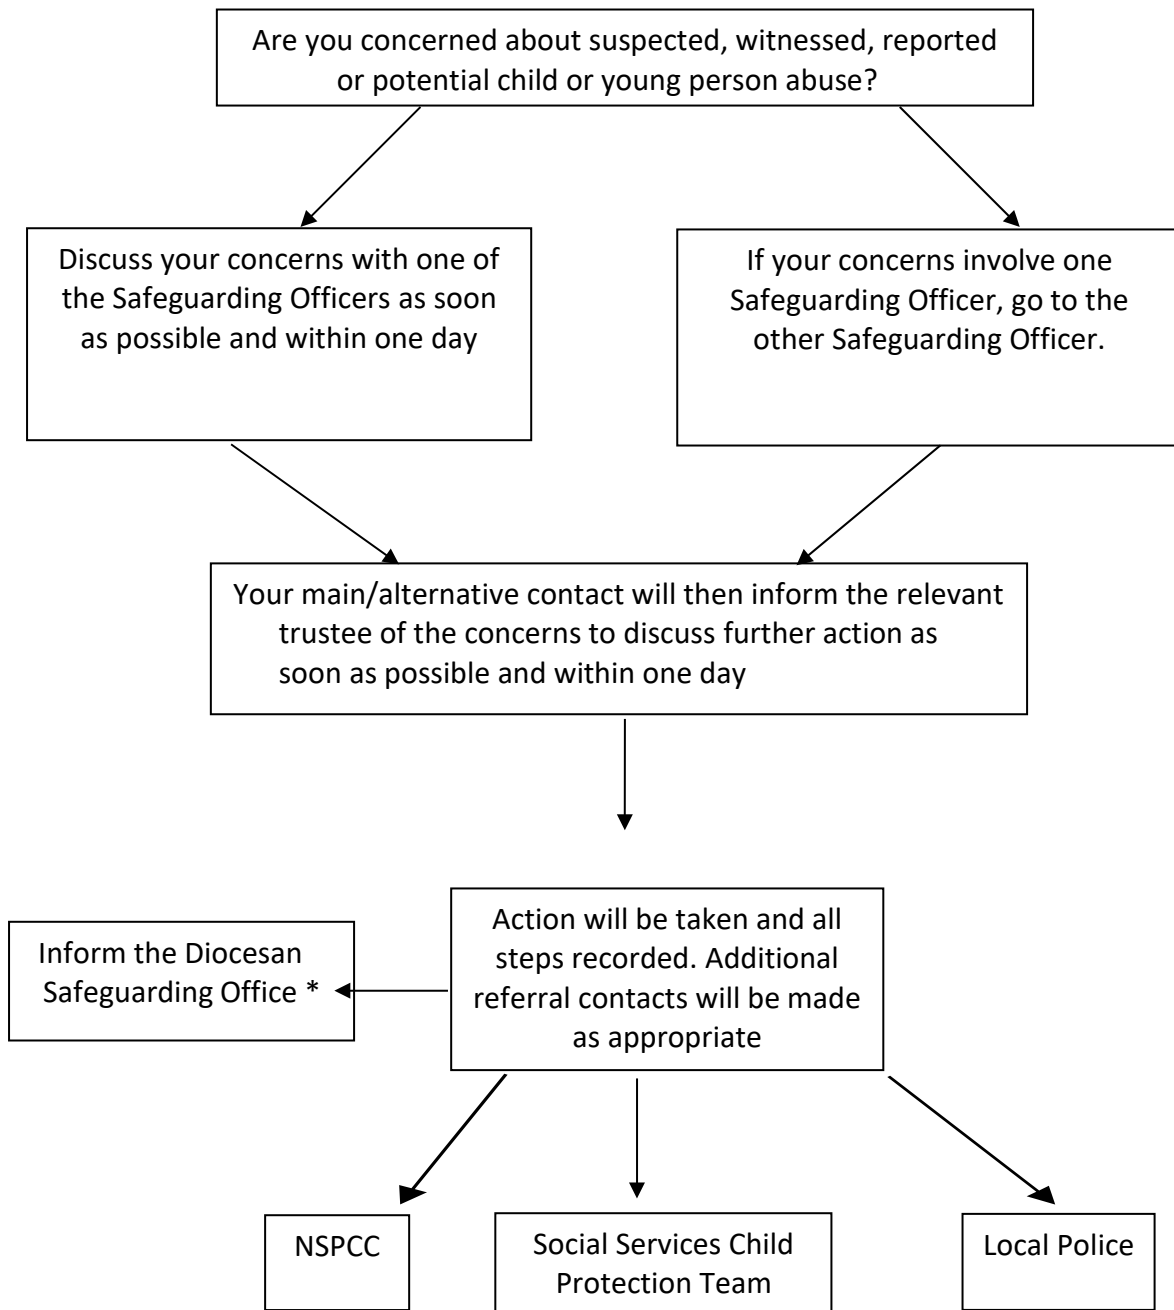 Are you concerned about suspected, witnessed, reported
or potential child or young person abuse?
Discuss your concerns with one of
the Safeguarding Officers as soon
as possible and within one day
If your concerns involve one
Safeguarding Officer, go to the
other Safeguarding Officer.
Your main/alternative contact will then inform the relevant
trustee of the concerns to discuss further action as
soon as possible and within one day
Inform the Diocesan
Safeguarding Office *
Action will be taken and all
steps recorded. Additional
referral contacts will be made
as appropriate
NSPCC
Social Services Child
Protection Team
Local Police